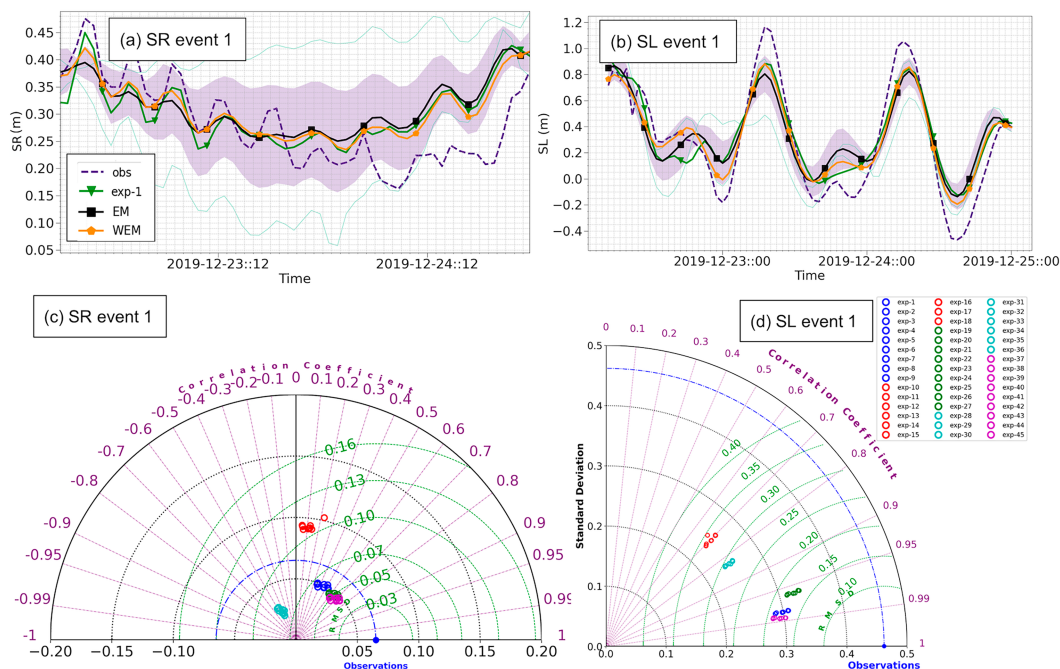 (a) SR event 1
0.45
0.40
0.35
0.30
0.25
0.20
0.15
0.10
0.05
SR(m)
obs
exp-1
EM
WEM
2019-12-23::12
2019-12-24::12
Time
(b) SL event 1
1.2
1.0
0.8
0.6
0.4
0.2
0.0
−0.2
−0.4
SL (m)
2019-12-23::00
2019-12-24::00
2019-12-25::00
Time
(c) SR event 1
Correlation Coefficient
-1
-0.99
-0.95
-0.9
-0.8
-0.7
-0.6
-0.5
-0.4
-0.3
-0.2
-0.1
0
0.1
0.2
0.3
0.4
0.5
0.6
0.7
0.8
0.9
0.95
0.99
1
0.16
0.13
0.10
0.07
0.05
0.03
RMSD
−0.20
−0.10
0.00
0.10
0.20
Observations
(d) SL event 1
Correlation Coefficient
0
0.1
0.2
0.3
0.4
0.5
0.6
0.7
0.8
0.9
0.95
0.99
1
Standard Deviation
0.5
0.4
0.3
0.2
0.1
0.0
0.40
0.35
0.30
0.25
0.20
0.15
0.10
RMSD
0.0
0.1
0.2
0.3
0.4
0.5
Observations
exp-1
exp-2
exp-3
exp-4
exp-5
exp-6
exp-7
exp-8
exp-9
exp-10
exp-11
exp-12
exp-13
exp-14
exp-15
exp-16
exp-17
exp-18
exp-19
exp-20
exp-21
exp-22
exp-23
exp-24
exp-25
exp-26
exp-27
exp-28
exp-29
exp-30
exp-31
exp-32
exp-33
exp-34
exp-35
exp-36
exp-37
exp-38
exp-39
exp-40
exp-41
exp-42
exp-43
exp-44
exp-45